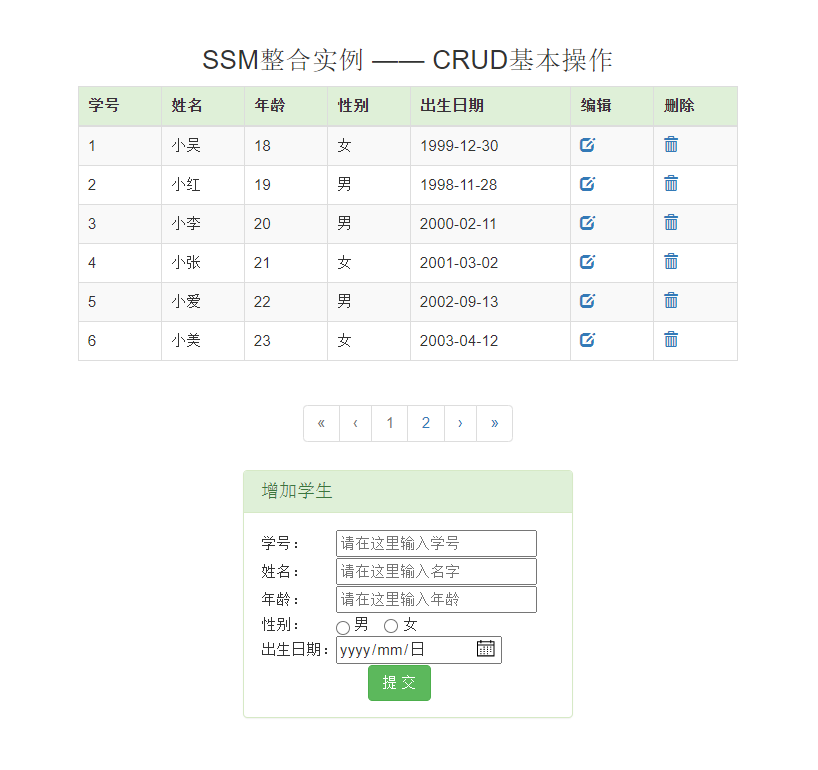 SSM整合实例 —— CRUD基本操作
学号 姓名 年龄 性别 出生日期 编辑 删除
1 小吴 18 女 1999-12-30
2 小红 19 男 1998-11-28
3 小李 20 男 2000-02-11
4 小张 21 女 2001-03-02
5 小爱 22 男 2002-09-13
6 小美 23 女 2003-04-12
« ‹ 1 2 › »
增加学生
学号： 请在这里输入学号
姓名： 请在这里输入名字
年龄： 请在这里输入年龄
性别： 男 女
出生日期： yyyy/mm/日
提 交